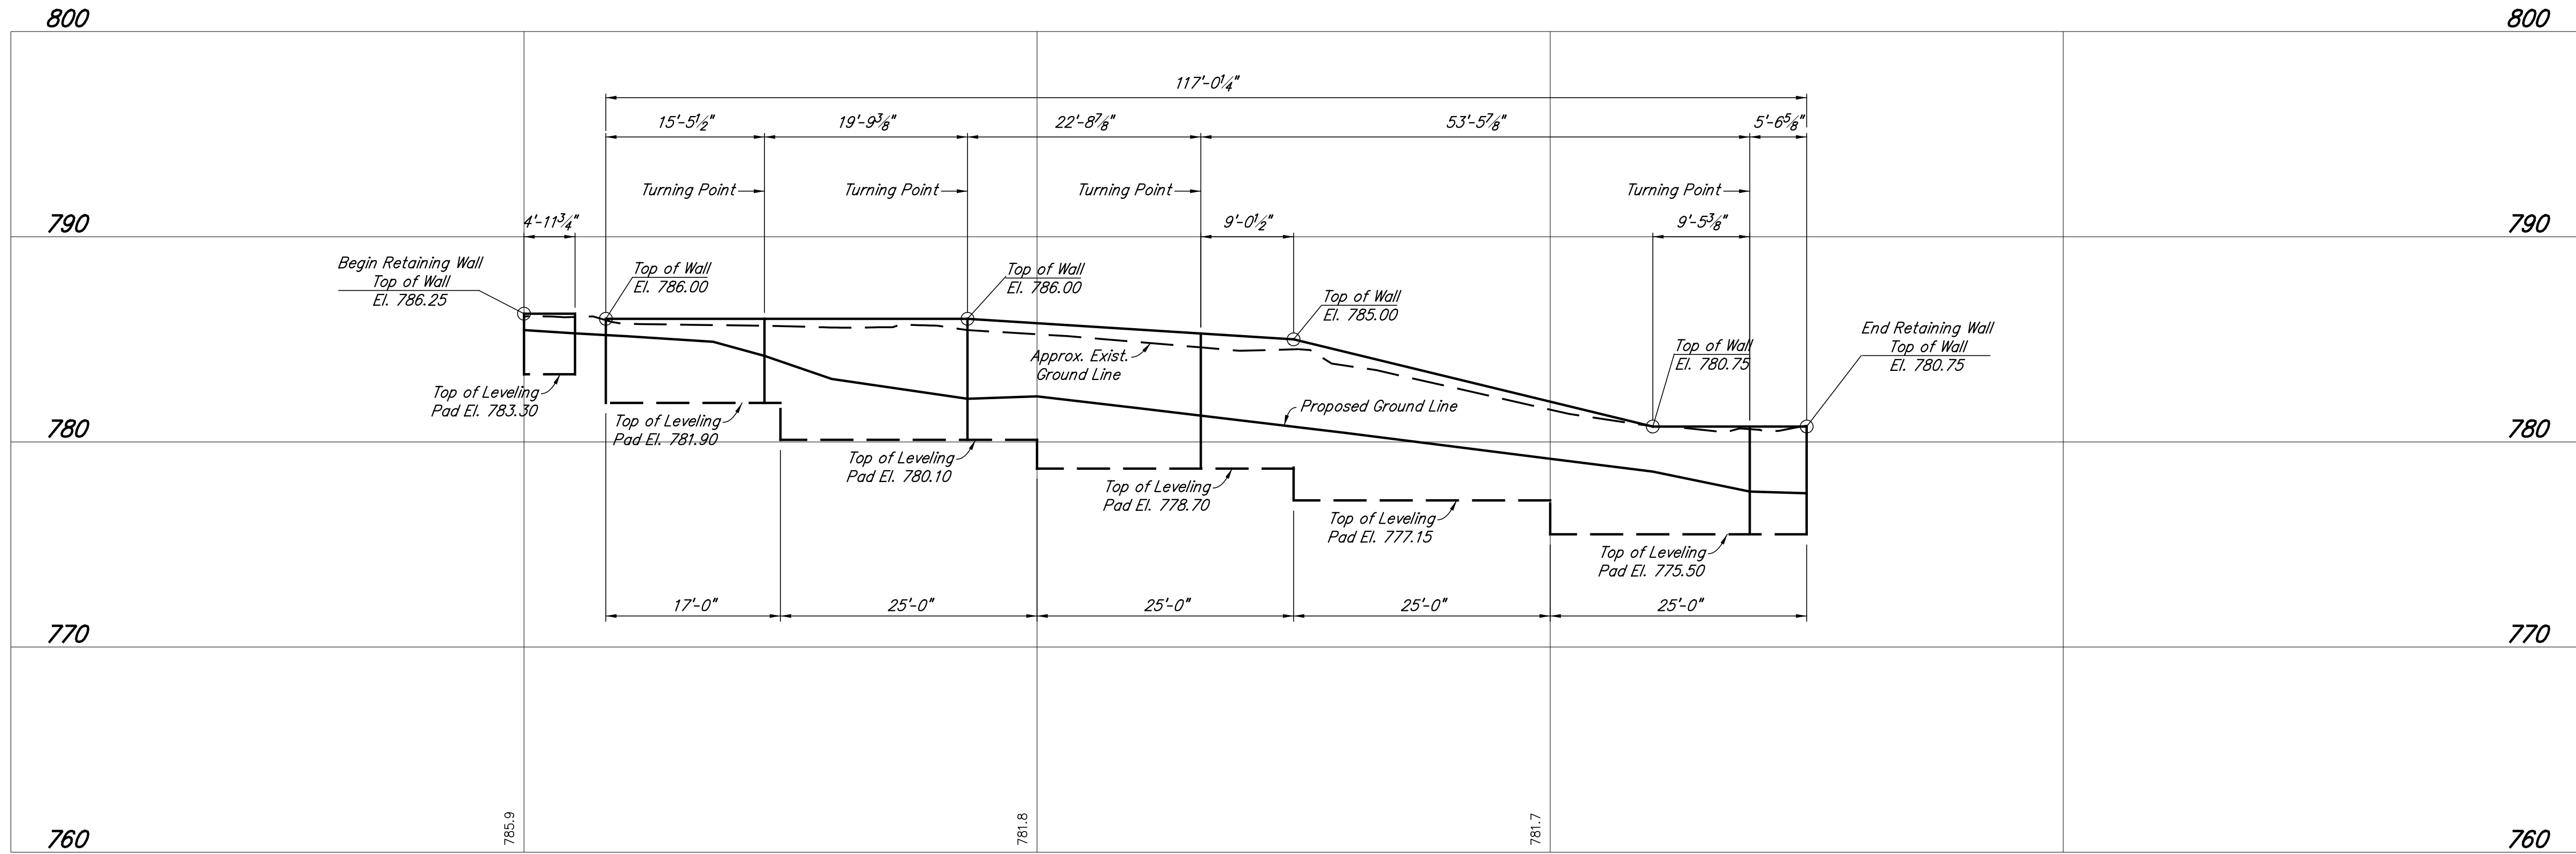 800
800
117'-0¼"
15'-5½"
19'-9⅜"
22'-8⅞"
53'-5⅞"
5'-6⅝"
Turning Point
Turning Point
Turning Point
Turning Point
790
790
4'-11¾"
9'-0½"
9'-5⅜"
Begin Retaining Wall
Top of Wall
El. 786.25
Top of Wall
El. 786.00
Top of Wall
El. 786.00
Top of Wall
El. 785.00
Top of Wall
El. 780.75
End Retaining Wall
Top of Wall
El. 780.75
Approx. Exist.
Ground Line
Proposed Ground Line
Top of Leveling
Pad El. 783.30
Top of Leveling
Pad El. 781.90
780
780
Top of Leveling
Pad El. 780.10
Top of Leveling
Pad El. 778.70
Top of Leveling
Pad El. 777.15
Top of Leveling
Pad El. 775.50
17'-0"
25'-0"
25'-0"
25'-0"
25'-0"
770
770
785.9
781.8
781.7
760
760